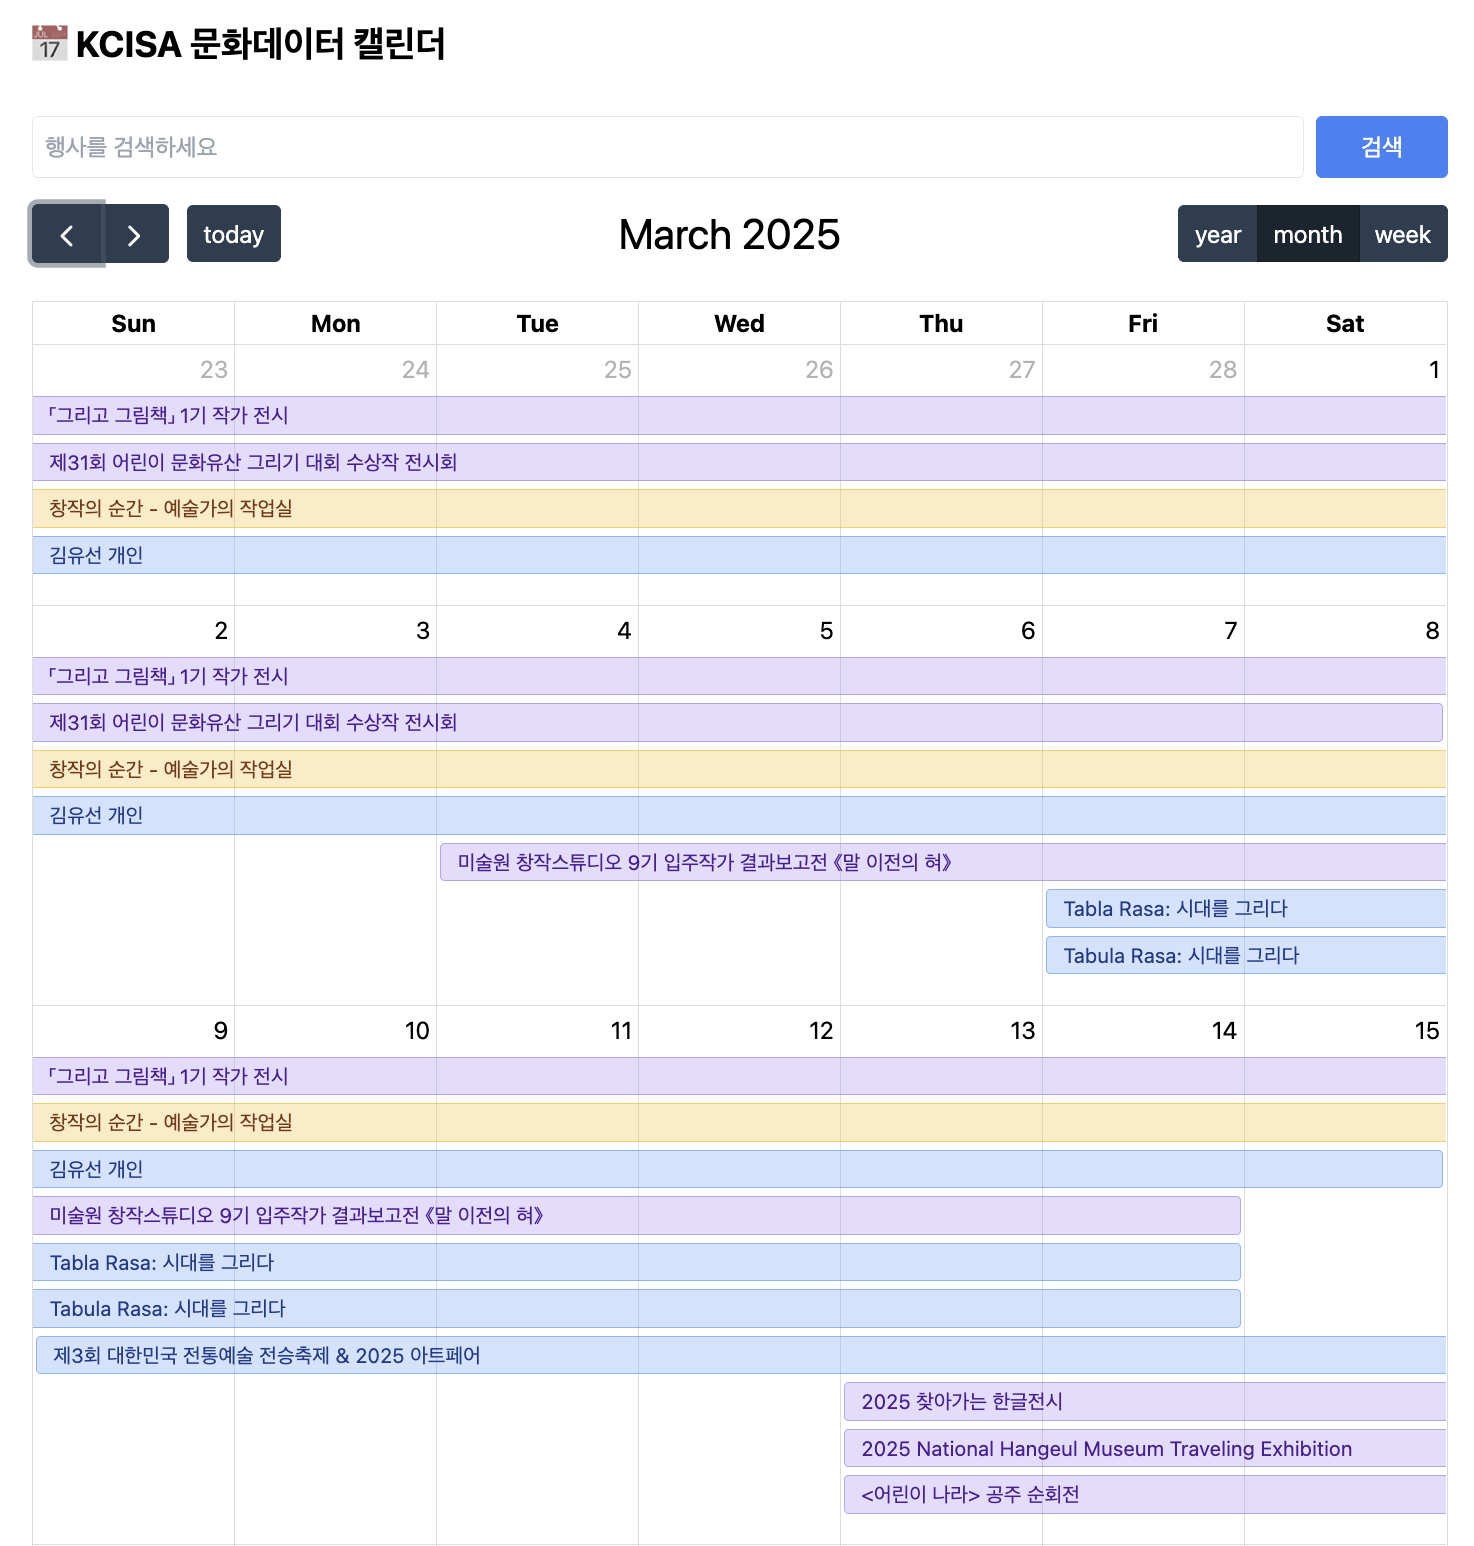 JUL
17
KCISA 문화데이터 캘린더
행사를 검색하세요
검색
today
March 2025
year month week
Sun Mon Tue Wed Thu Fri Sat
23 24 25 26 27 28 1
「그리고 그림책」 1기 작가 전시
제31회 어린이 문화유산 그리기 대회 수상작 전시회
창작의 순간 - 예술가의 작업실
김유선 개인
2 3 4 5 6 7 8
「그리고 그림책」 1기 작가 전시
제31회 어린이 문화유산 그리기 대회 수상작 전시회
창작의 순간 - 예술가의 작업실
김유선 개인
미술원 창작스튜디오 9기 입주작가 결과보고전 《말 이전의 혀》
Tabla Rasa: 시대를 그리다
Tabula Rasa: 시대를 그리다
9 10 11 12 13 14 15
「그리고 그림책」 1기 작가 전시
창작의 순간 - 예술가의 작업실
김유선 개인
미술원 창작스튜디오 9기 입주작가 결과보고전 《말 이전의 혀》
Tabla Rasa: 시대를 그리다
Tabula Rasa: 시대를 그리다
제3회 대한민국 전통예술 전승축제 & 2025 아트페어
2025 찾아가는 한글전시
2025 National Hangeul Museum Traveling Exhibition
<어린이 나라> 공주 순회전